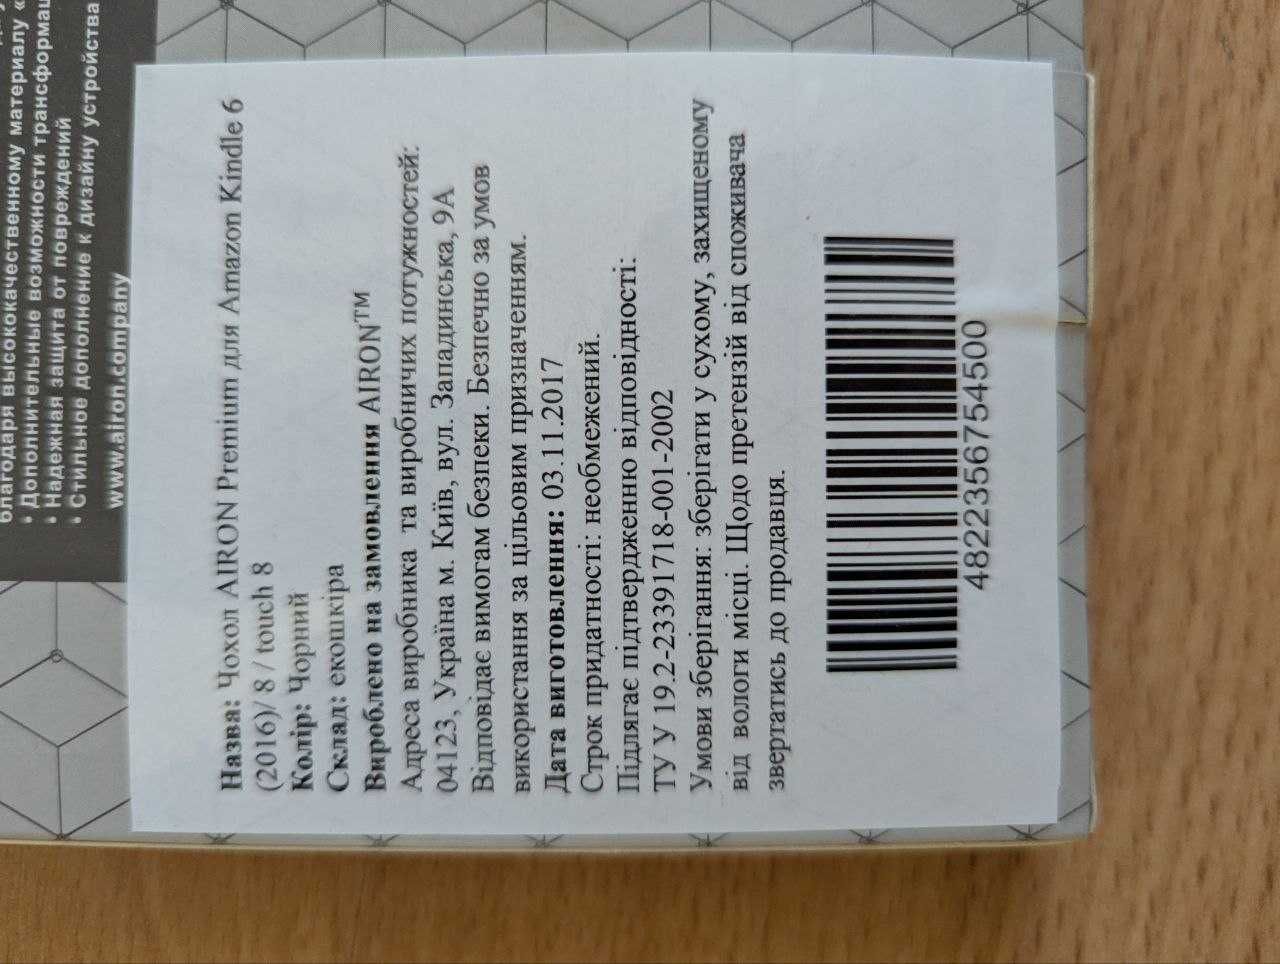 благодаря высококачественному материалу «
• Дополнительные возможности трансформац
• Надежная защита от повреждений
• Стильное дополнение к дизайну устройства
www.airon.company
Назва: Чохол AIRON Premium для Amazon Kindle 6
(2016)/ 8 / touch 8
Колір: Чорний
Склад: екошкіра
Вироблено на замовлення AIRON™
Адреса виробника та виробничих потужностей:
04123, Україна м. Київ, вул. Западинська, 9А
Відповідає вимогам безпеки. Безпечно за умов
використання за цільовим призначенням.
Дата виготовлення: 03.11.2017
Строк придатності: необмежений.
Підлягає підтвердженню відповідності:
ТУ У 19.2-23391718-001-2002
Умови зберігання: зберігати у сухому, захищеному
від вологи місці. Щодо претензій від споживача
звертатись до продавця.
4822356754500